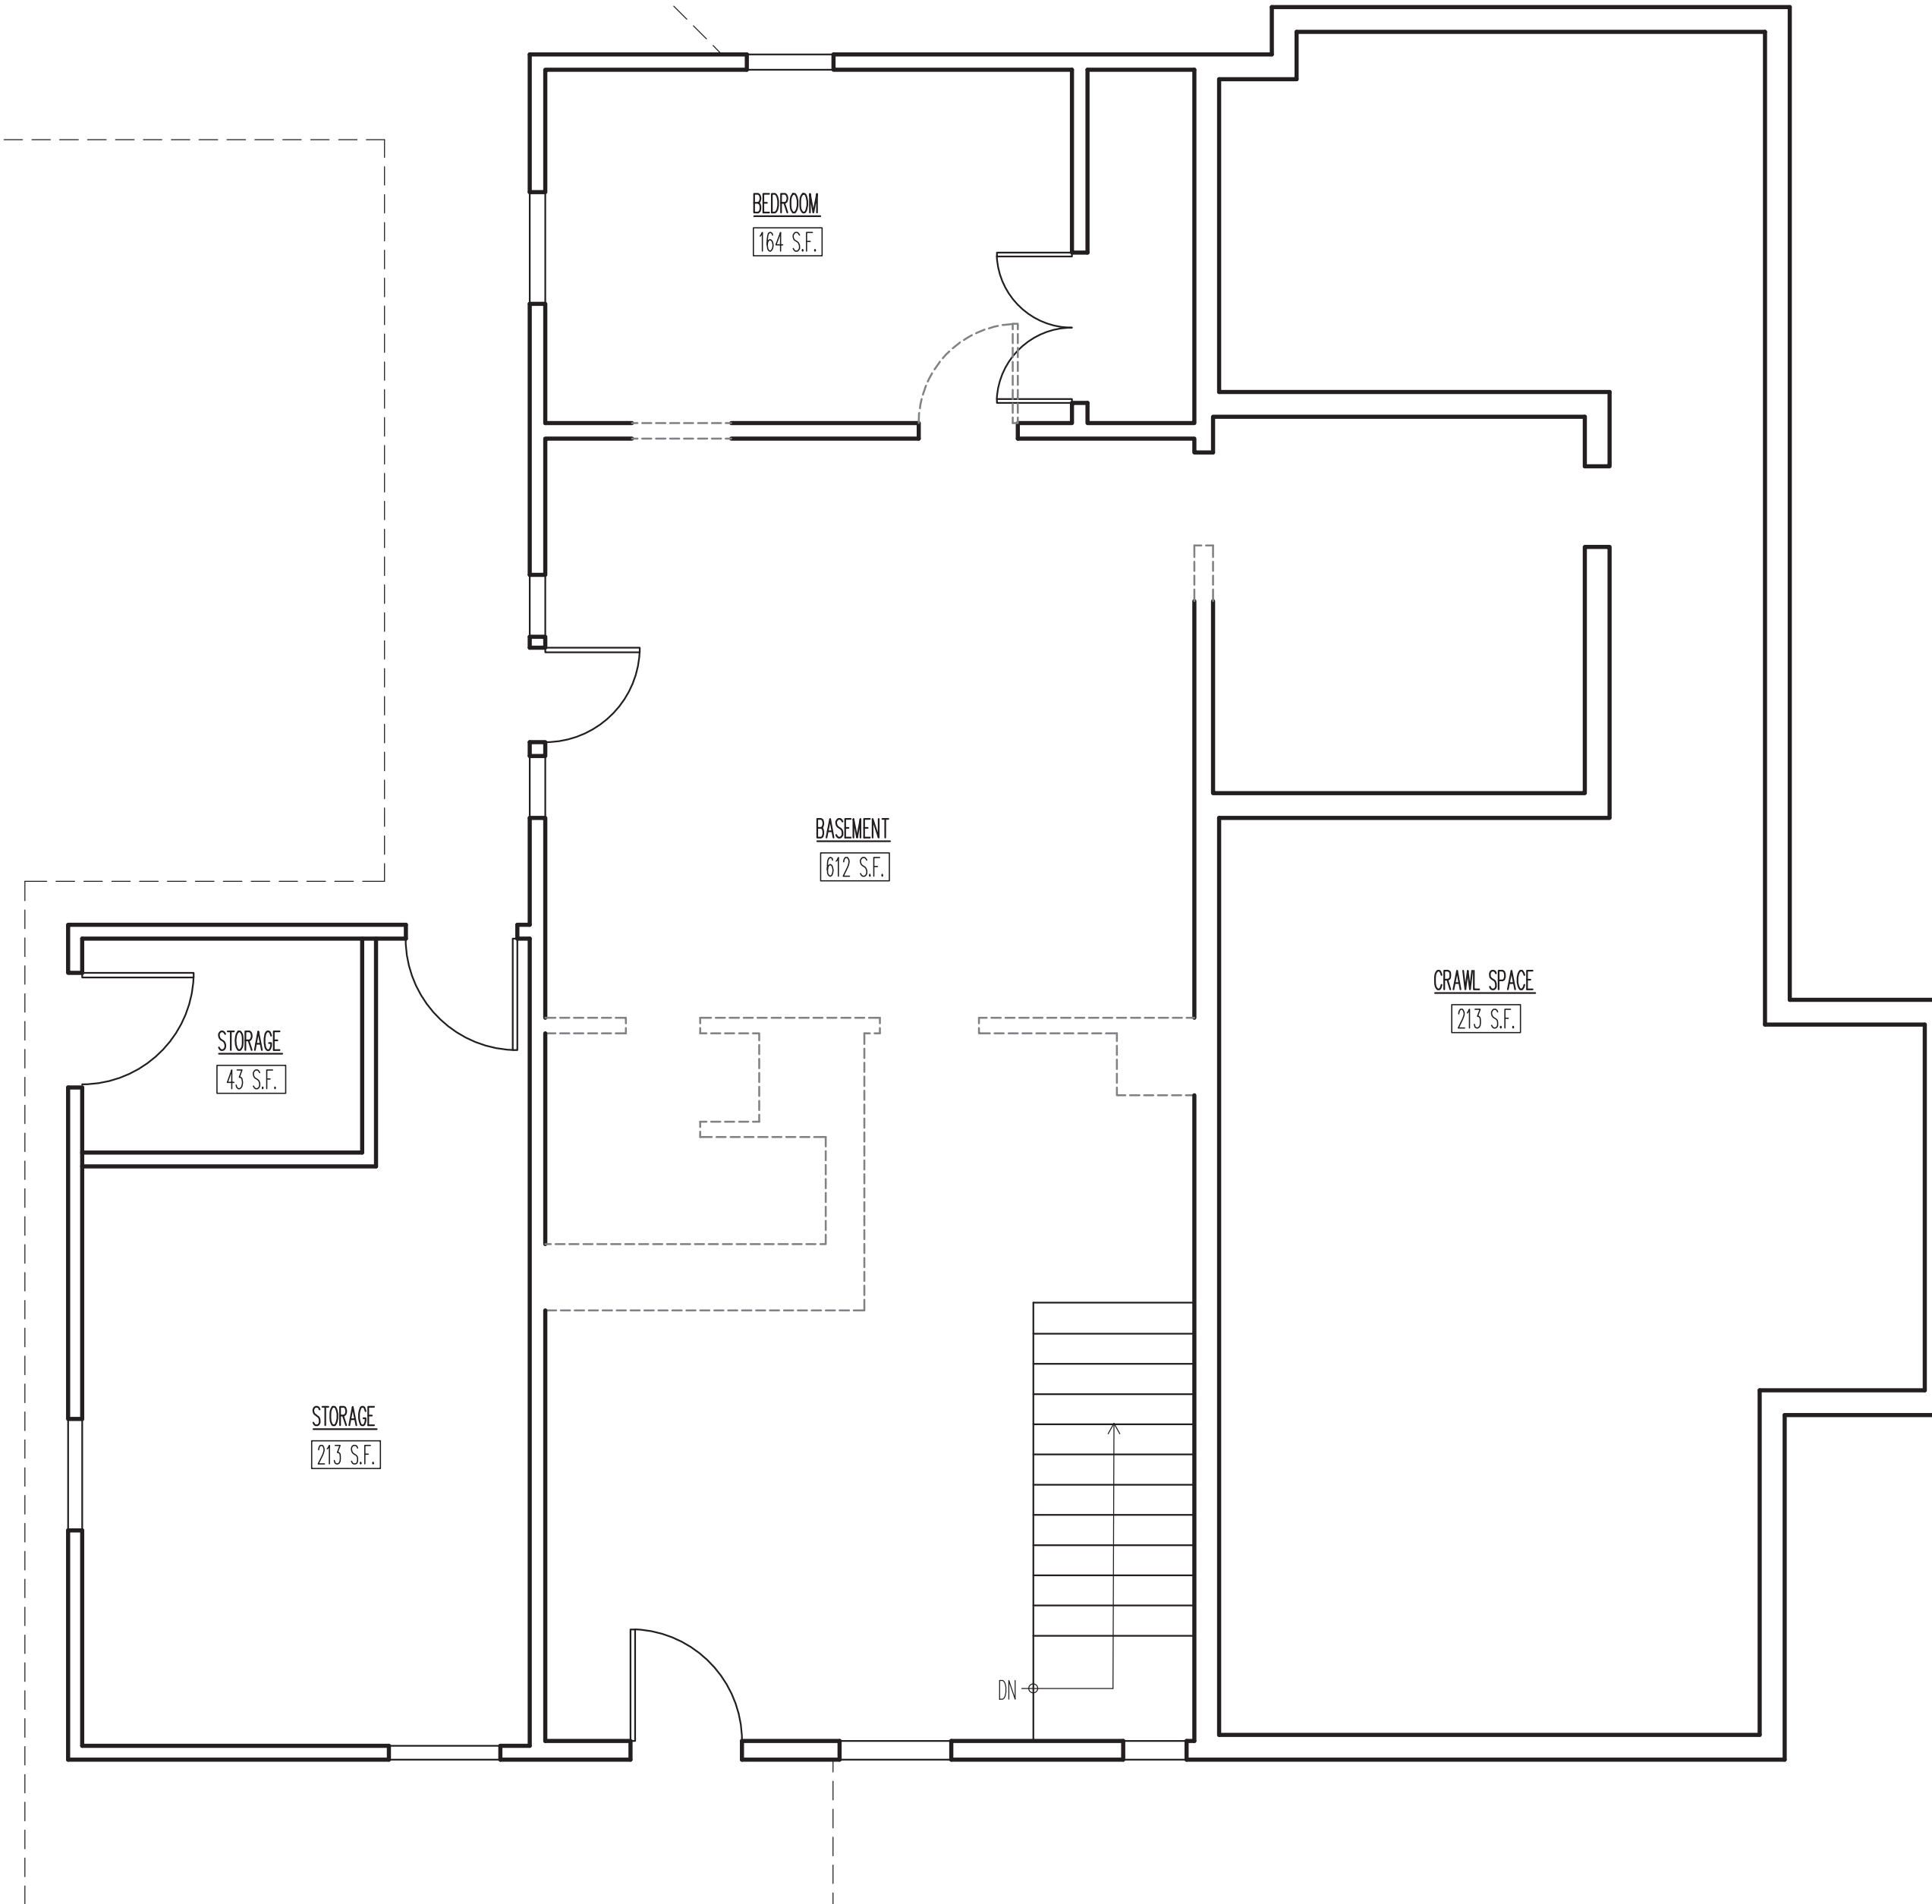 BEDROOM
164 S.F.
BASEMENT
612 S.F.
CRAWL SPACE
213 S.F.
STORAGE
43 S.F.
STORAGE
213 S.F.
DN